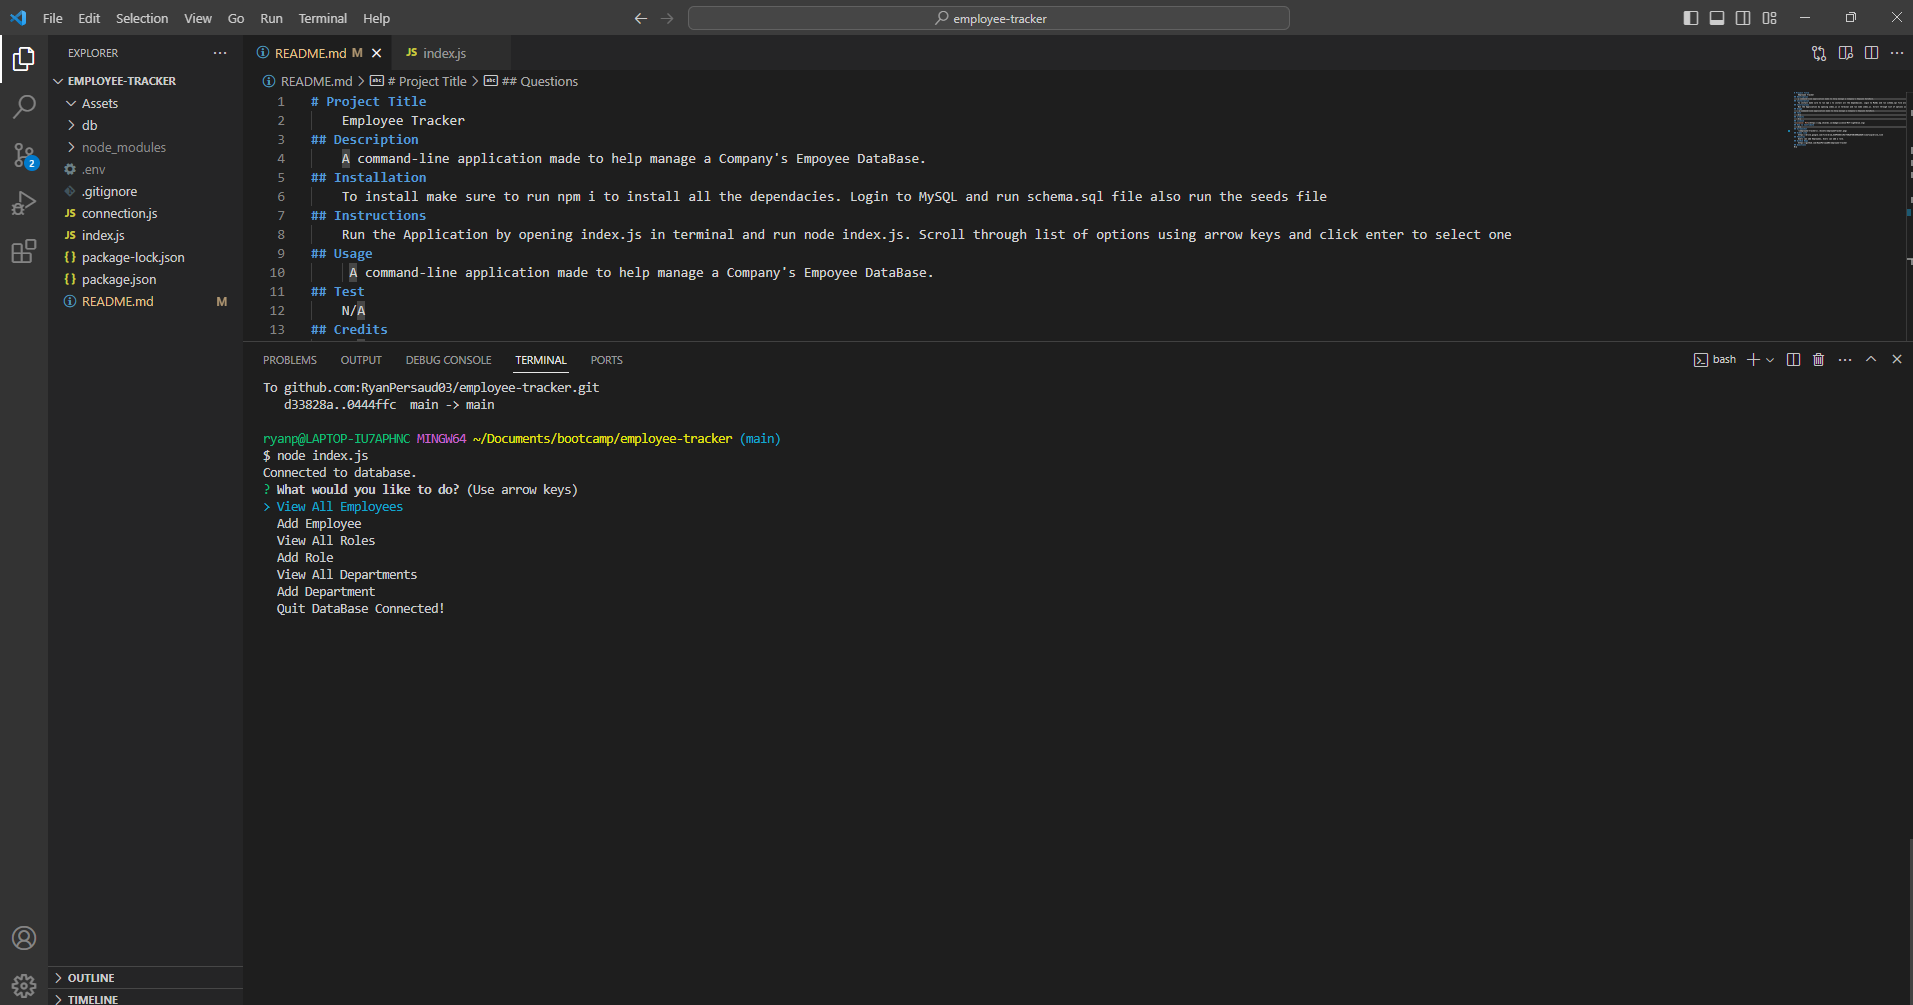 File Edit Selection View Go Run Terminal Help
employee-tracker
EXPLORER
EMPLOYEE-TRACKER
Assets
db
node_modules
.env
.gitignore
JS connection.js
JS index.js
{} package-lock.json
{} package.json
README.md M
2
OUTLINE
TIMELINE
README.md M
JS index.js
README.md > # Project Title > ## Questions
1 # Project Title
2 Employee Tracker
3 ## Description
4 A command-line application made to help manage a Company's Empoyee DataBase.
5 ## Installation
6 To install make sure to run npm i to install all the dependacies. Login to MySQL and run schema.sql file also run the seeds file
7 ## Instructions
8 Run the Application by opening index.js in terminal and run node index.js. Scroll through list of options using arrow keys and click enter to select one
9 ## Usage
10 A command-line application made to help manage a Company's Empoyee DataBase.
11 ## Test
12 N/A
13 ## Credits
PROBLEMS OUTPUT DEBUG CONSOLE TERMINAL PORTS
bash
To github.com:RyanPersaud03/employee-tracker.git
d33828a..0444ffc main -> main
ryanp@LAPTOP-IU7APHNC MINGW64 ~/Documents/bootcamp/employee-tracker (main)
$ node index.js
Connected to database.
? What would you like to do? (Use arrow keys)
> View All Employees
Add Employee
View All Roles
Add Role
View All Departments
Add Department
Quit DataBase Connected!